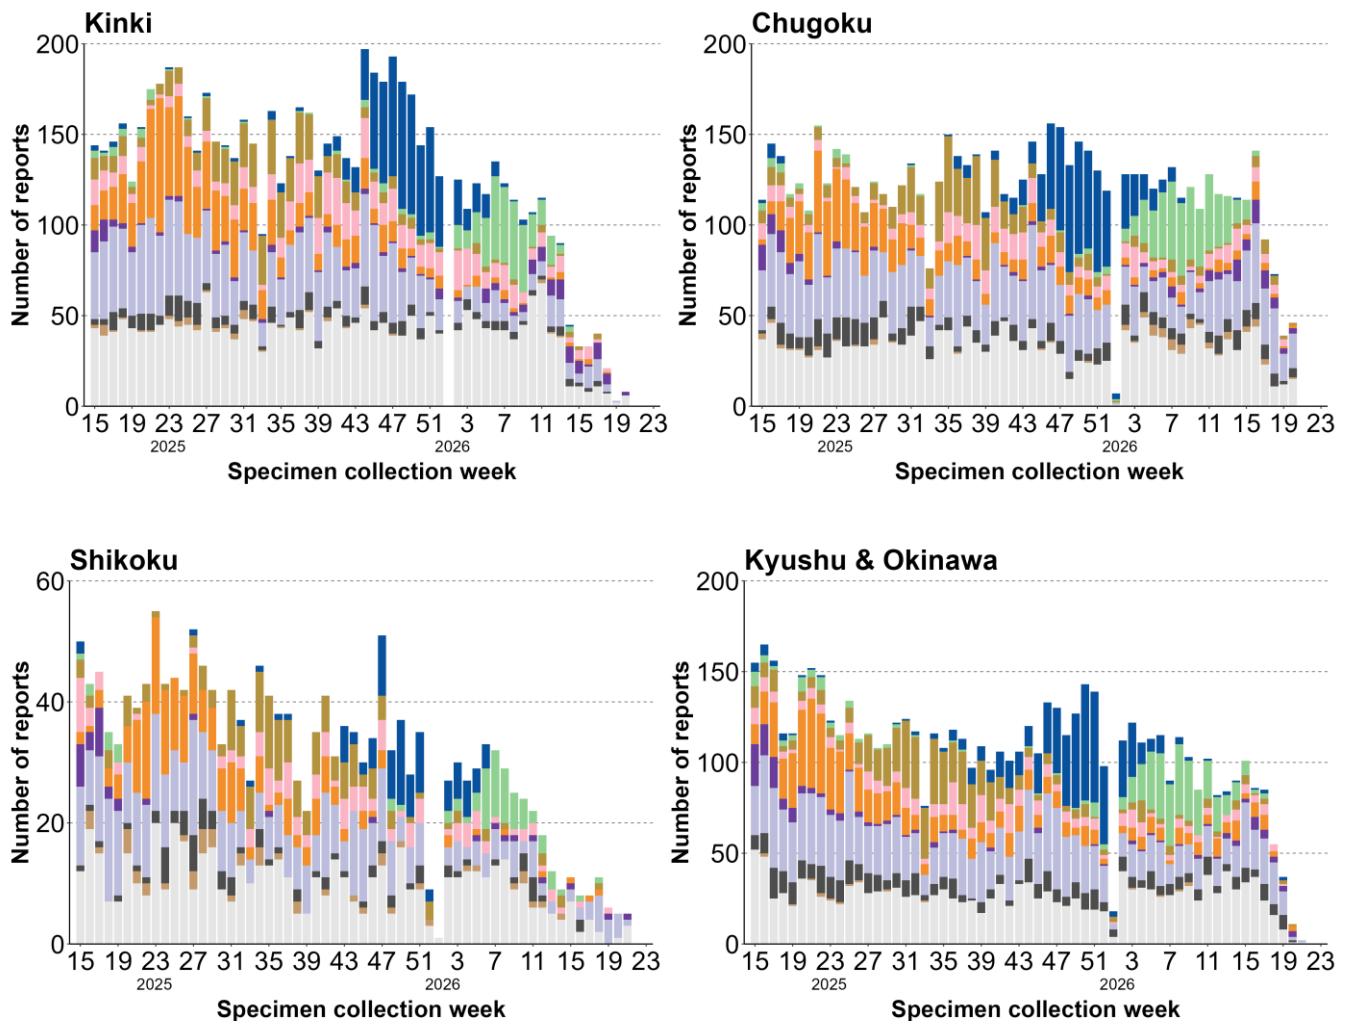 Kinki
Number of reports
200
150
100
50
0
15 19 23 27 31 35 39 43 47 51 3 7 11 15 19 23
2025 2026
Specimen collection week
Chugoku
Number of reports
200
150
100
50
0
15 19 23 27 31 35 39 43 47 51 3 7 11 15 19 23
2025 2026
Specimen collection week
Shikoku
Number of reports
60
40
20
0
15 19 23 27 31 35 39 43 47 51 3 7 11 15 19 23
2025 2026
Specimen collection week
Kyushu & Okinawa
Number of reports
200
150
100
50
0
15 19 23 27 31 35 39 43 47 51 3 7 11 15 19 23
2025 2026
Specimen collection week